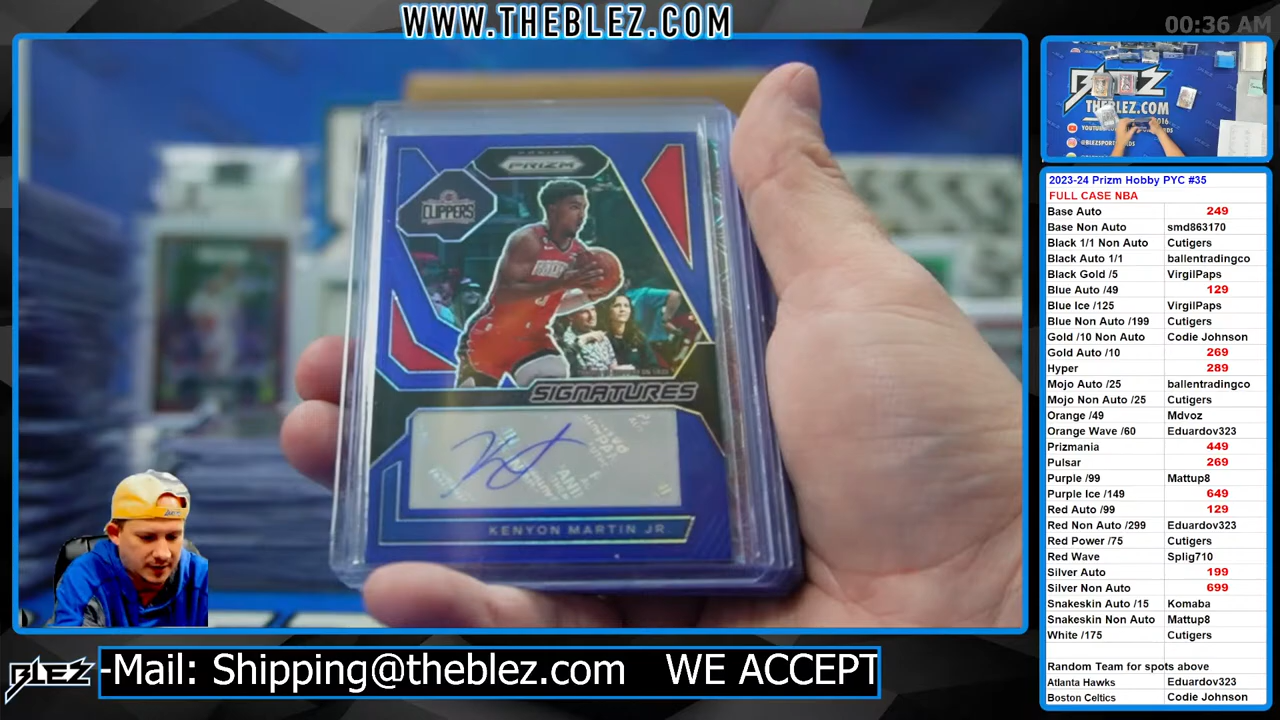 WWW.THEBLEZ.COM
00:36 AM
PANINI
PRIZM
CLIPPERS
SIGNATURES
KENYON MARTIN JR
BLEZ
THEBLEZ.COM
2023-24 Prizm Hobby PYC #35
FULL CASE NBA
Base Auto 249
Base Non Auto smd863170
Black 1/1 Non Auto Cutigers
Black Auto 1/1 ballentradingco
Black Gold /5 VirgilPaps
Blue Auto /49 129
Blue Ice /125 VirgilPaps
Blue Non Auto /199 Cutigers
Gold /10 Non Auto Codie Johnson
Gold Auto /10 269
Hyper 289
Mojo Auto /25 ballentradingco
Mojo Non Auto /25 Cutigers
Orange /49 Mdvoz
Orange Wave /60 Eduardov323
Prizmania 449
Pulsar 269
Purple /99 Mattup8
Purple Ice /149 649
Red Auto /99 129
Red Non Auto /299 Eduardov323
Red Power /75 Cutigers
Red Wave Splig710
Silver Auto 199
Silver Non Auto 699
Snakeskin Auto /15 Komaba
Snakeskin Non Auto Mattup8
White /175 Cutigers
Random Team for spots above
Atlanta Hawks Eduardov323
Boston Celtics Codie Johnson
BLEZ
-Mail: Shipping@theblez.com WE ACCEPT